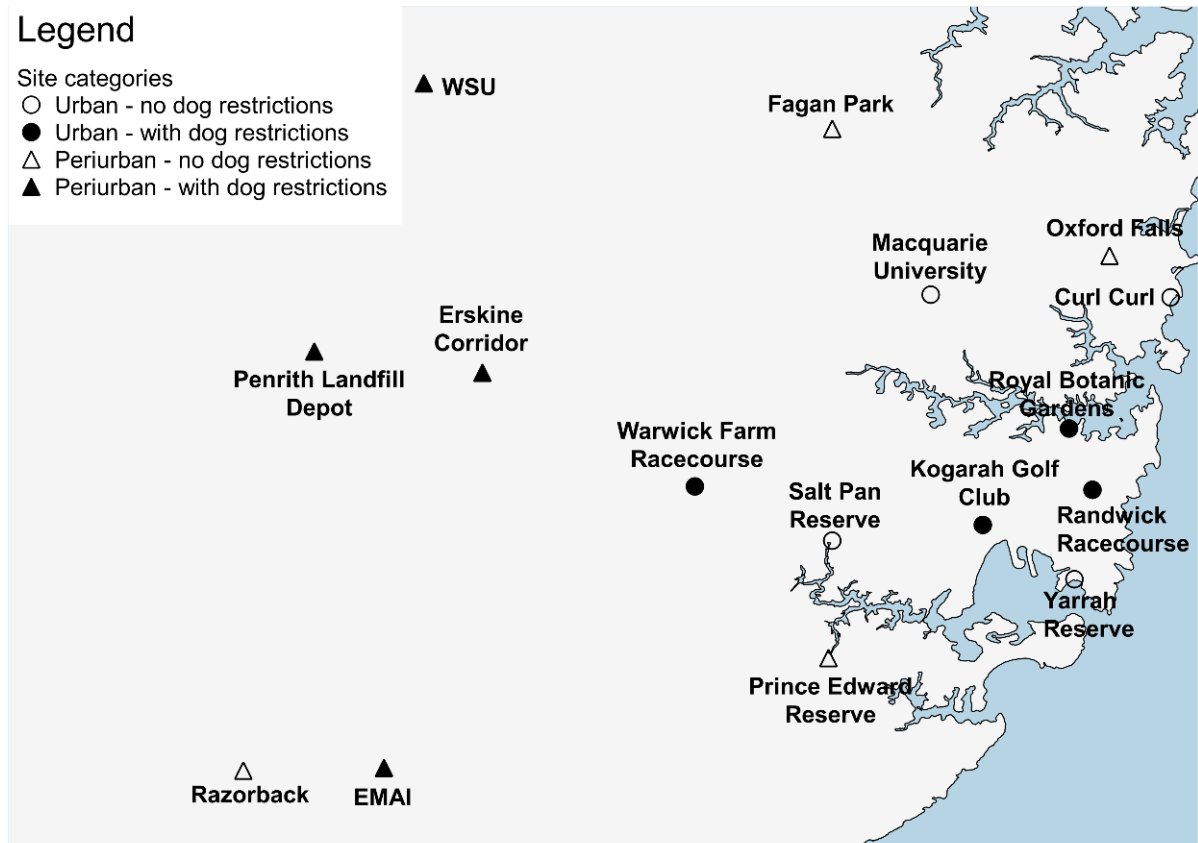 Legend
Site categories
Urban - no dog restrictions
Urban - with dog restrictions
Periurban - no dog restrictions
Periurban - with dog restrictions
WSU
Fagan Park
Oxford Falls
Macquarie
University
Curl Curl
Erskine
Corridor
Penrith Landfill
Depot
Royal Botanic
Gardens
Warwick Farm
Racecourse
Kogarah Golf
Club
Salt Pan
Reserve
Randwick
Racecourse
Yarrah
Reserve
Prince Edward
Reserve
Razorback
EMAI